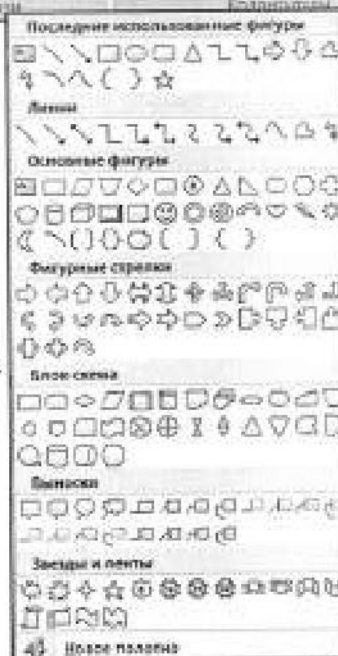 Последние использованные фигуры
Линии
Основные фигуры
Фигурные стрелки
Блок-схема
Выноски
Звезды и ленты
Новое полотно